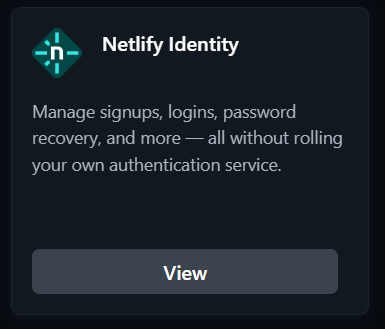 n
Netlify Identity
Manage signups, logins, password
recovery, and more — all without rolling
your own authentication service.
View